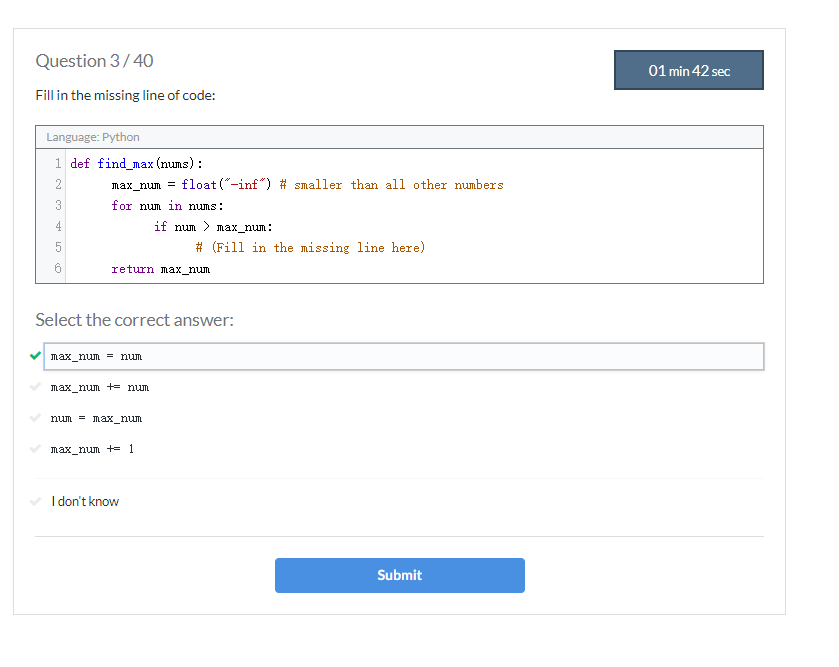 Question 3 / 40
01 min 42 sec
Fill in the missing line of code:
Language: Python
1 def find_max(nums):
2 max_num = float("-inf") # smaller than all other numbers
3 for num in nums:
4 if num > max_num:
5 # (Fill in the missing line here)
6 return max_num
Select the correct answer:
max_num = num
max_num += num
num = max_num
max_num += 1
I don't know
Submit